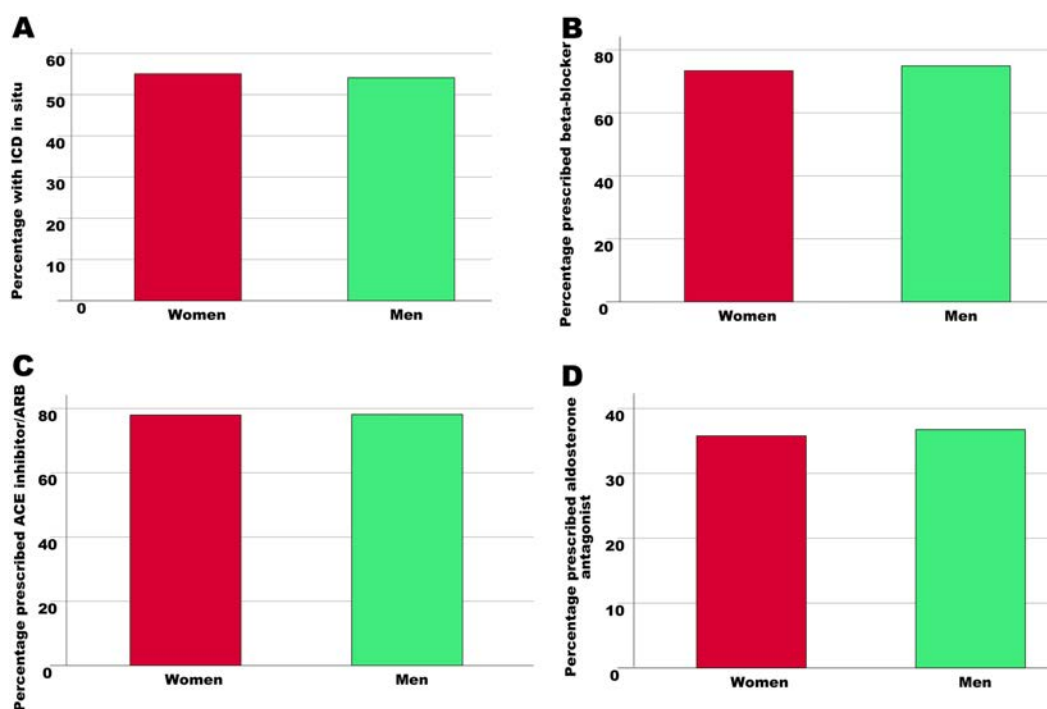 A
Percentage with ICD in situ
60
50
40
30
20
10
0
Women Men
B
Percentage prescribed beta-blocker
80
60
40
20
0
Women Men
C
Percentage prescribed ACE inhibitor/ARB
80
60
40
20
0
Women Men
D
Percentage prescribed aldosterone
antagonist
40
30
20
10
0
Women Men